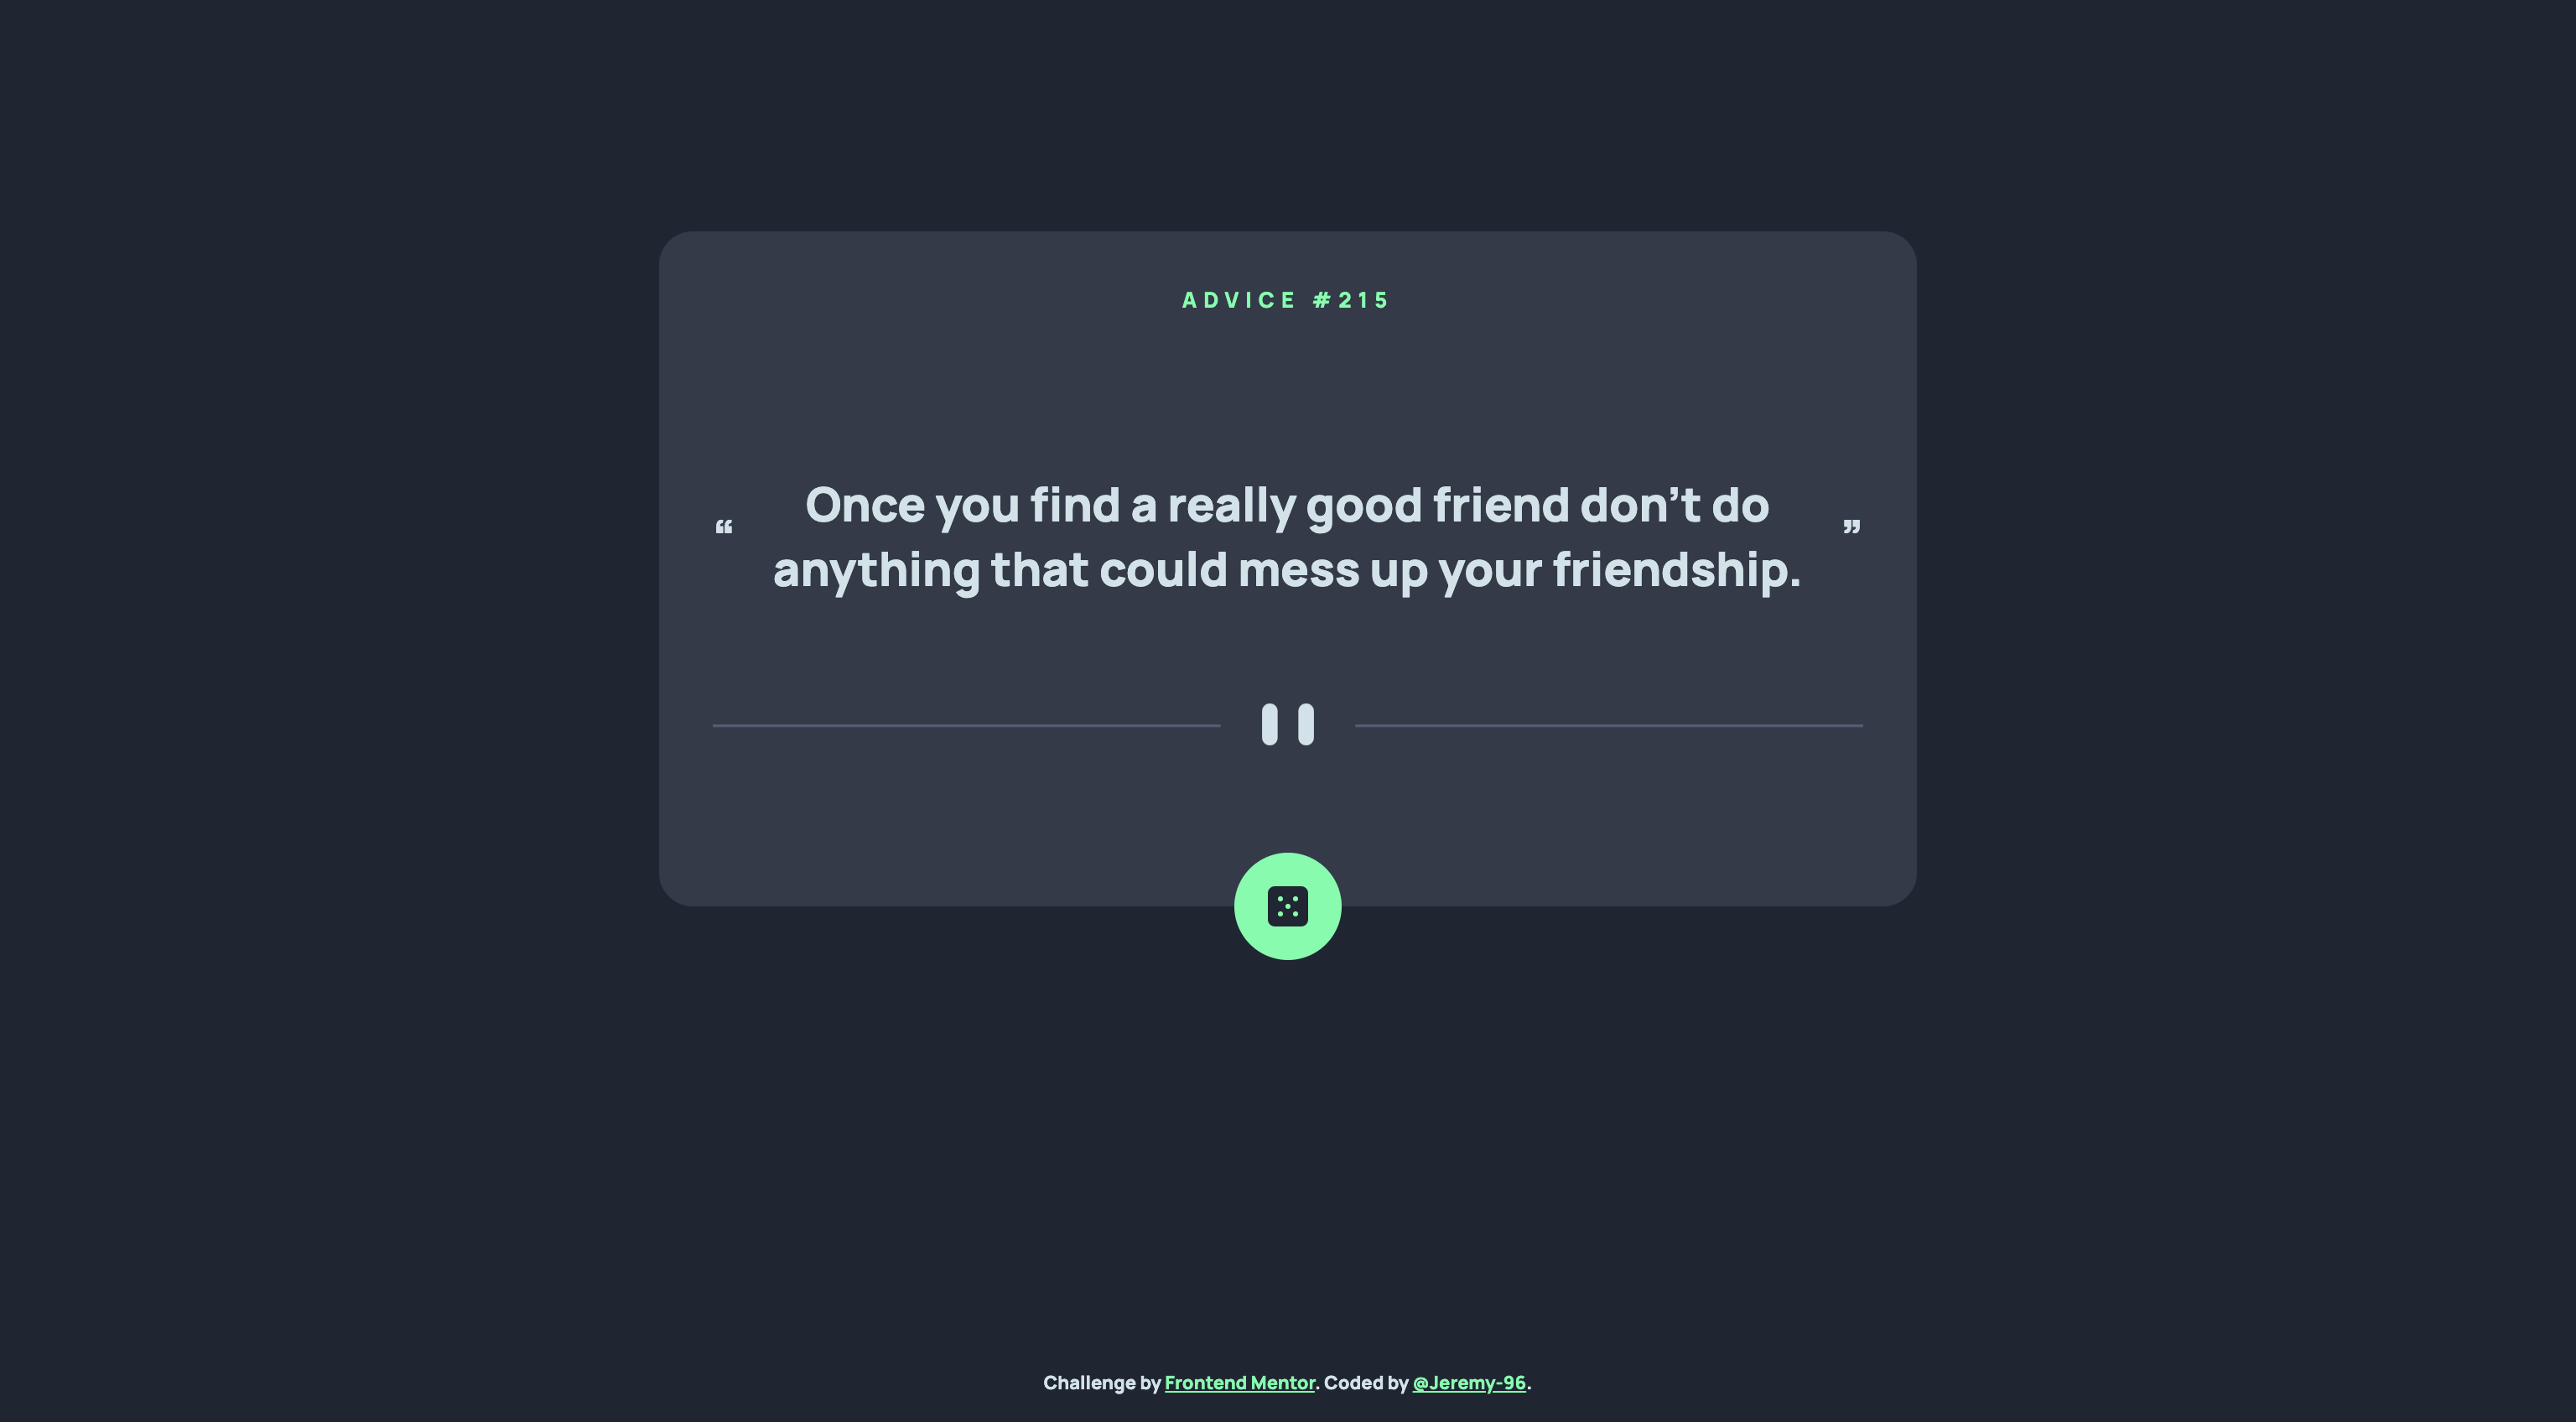 ADVICE #215
“ Once you find a really good friend don’t do
anything that could mess up your friendship. ”
Challenge by Frontend Mentor. Coded by @Jeremy-96.